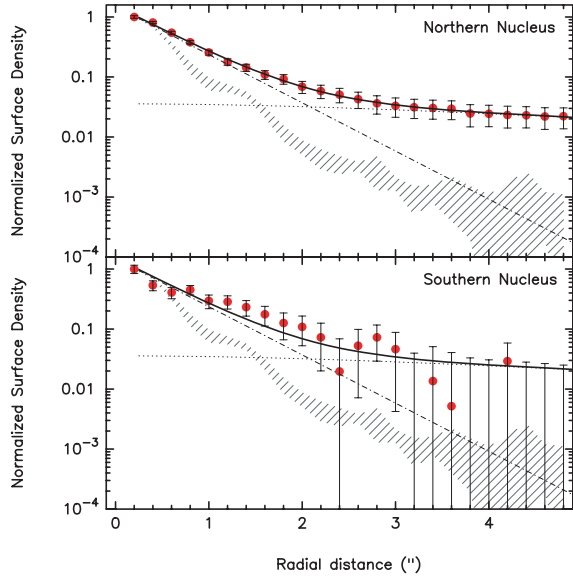 Northern Nucleus
Normalized Surface Density
1
0.1
0.01
10⁻³
10⁻⁴
Southern Nucleus
Normalized Surface Density
1
0.1
0.01
10⁻³
10⁻⁴
0 1 2 3 4
Radial distance (")